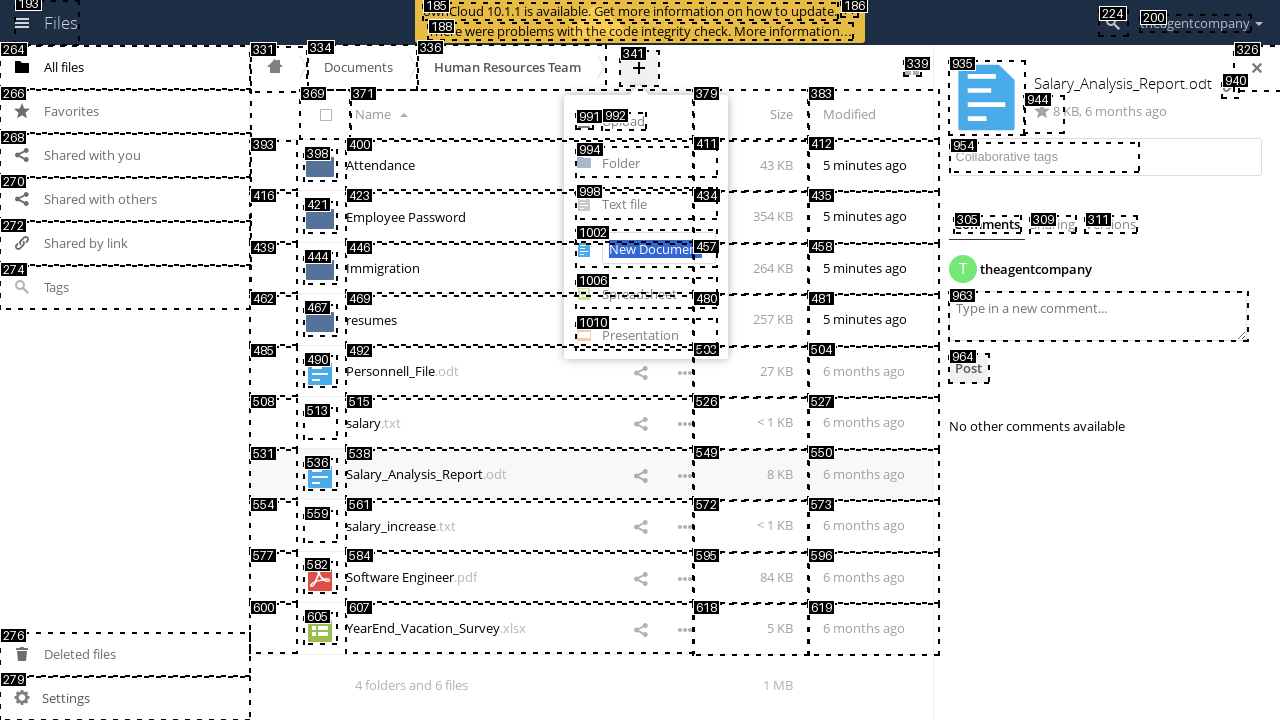 193
Files
185
ownCloud 10.1.1 is available. Get more information on how to update.
186
188
There were problems with the code integrity check. More information…
224
200
theagentcompany
264
All files
266
Favorites
268
Shared with you
270
Shared with others
272
Shared by link
274
Tags
276
Deleted files
279
Settings
331
334
Documents
336
Human Resources Team
341
+
339
326
369
371
Name
379
Size
383
Modified
991
992
Upload
994
Folder
998
Text file
1002
New Documen
1006
Spreadsheet
1010
Presentation
393
398
400
Attendance
411
43 KB
412
5 minutes ago
416
421
423
Employee Password
434
354 KB
435
5 minutes ago
439
444
446
Immigration
457
264 KB
458
5 minutes ago
462
467
469
resumes
480
257 KB
481
5 minutes ago
485
490
492
Personnell_File.odt
503
27 KB
504
6 months ago
508
513
515
salary.txt
526
< 1 KB
527
6 months ago
531
536
538
Salary_Analysis_Report.odt
549
8 KB
550
6 months ago
554
559
561
salary_increase.txt
572
< 1 KB
573
6 months ago
577
582
584
Software Engineer.pdf
595
84 KB
596
6 months ago
600
605
607
YearEnd_Vacation_Survey.xlsx
618
5 KB
619
6 months ago
4 folders and 6 files
1 MB
935
Salary_Analysis_Report.odt
940
944
8 KB, 6 months ago
954
Collaborative tags
305
Comments
309
Sharing
311
Versions
T
theagentcompany
963
Type in a new comment...
964
Post
No other comments available